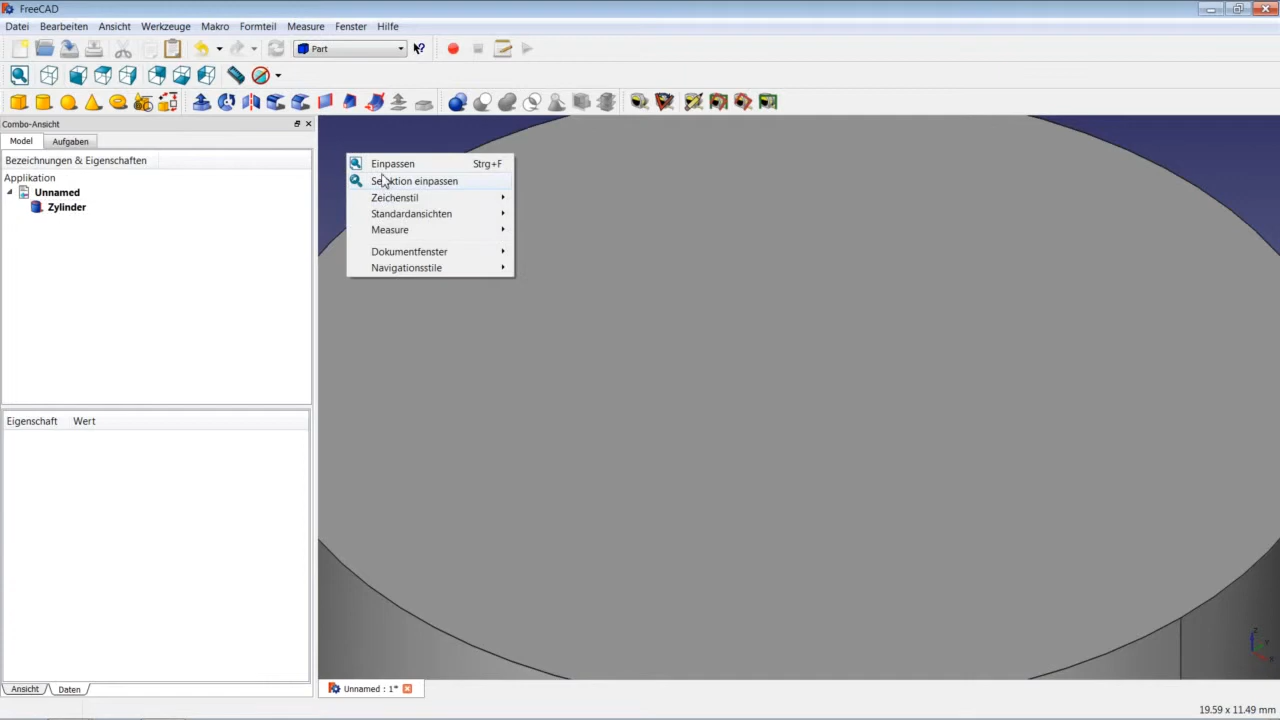 FreeCAD
Datei Bearbeiten Ansicht Werkzeuge Makro Formteil Measure Fenster Hilfe
Part
Combo-Ansicht
Model Aufgaben
Bezeichnungen & Eigenschaften
Applikation
Unnamed
Zylinder
Einpassen Strg+F
Selektion einpassen
Zeichenstil
Standardansichten
Measure
Dokumentfenster
Navigationsstile
Eigenschaft Wert
Ansicht Daten
Unnamed : 1*
19.59 x 11.49 mm